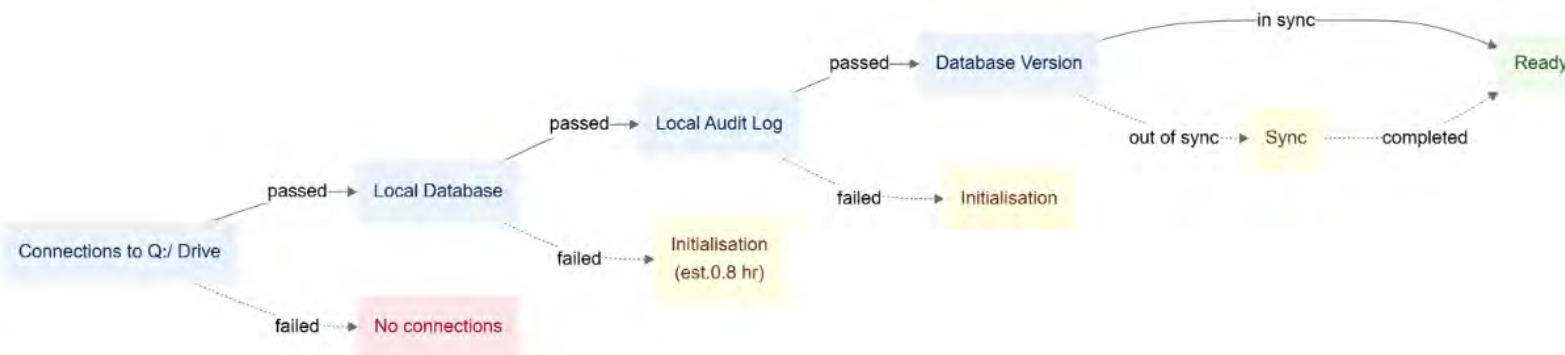 in sync
passed
Database Version
Ready
passed
Local Audit Log
out of sync
Sync
completed
passed
Local Database
failed
Initialisation
Connections to Q:/ Drive
failed
Initialisation
(est.0.8 hr)
failed
No connections